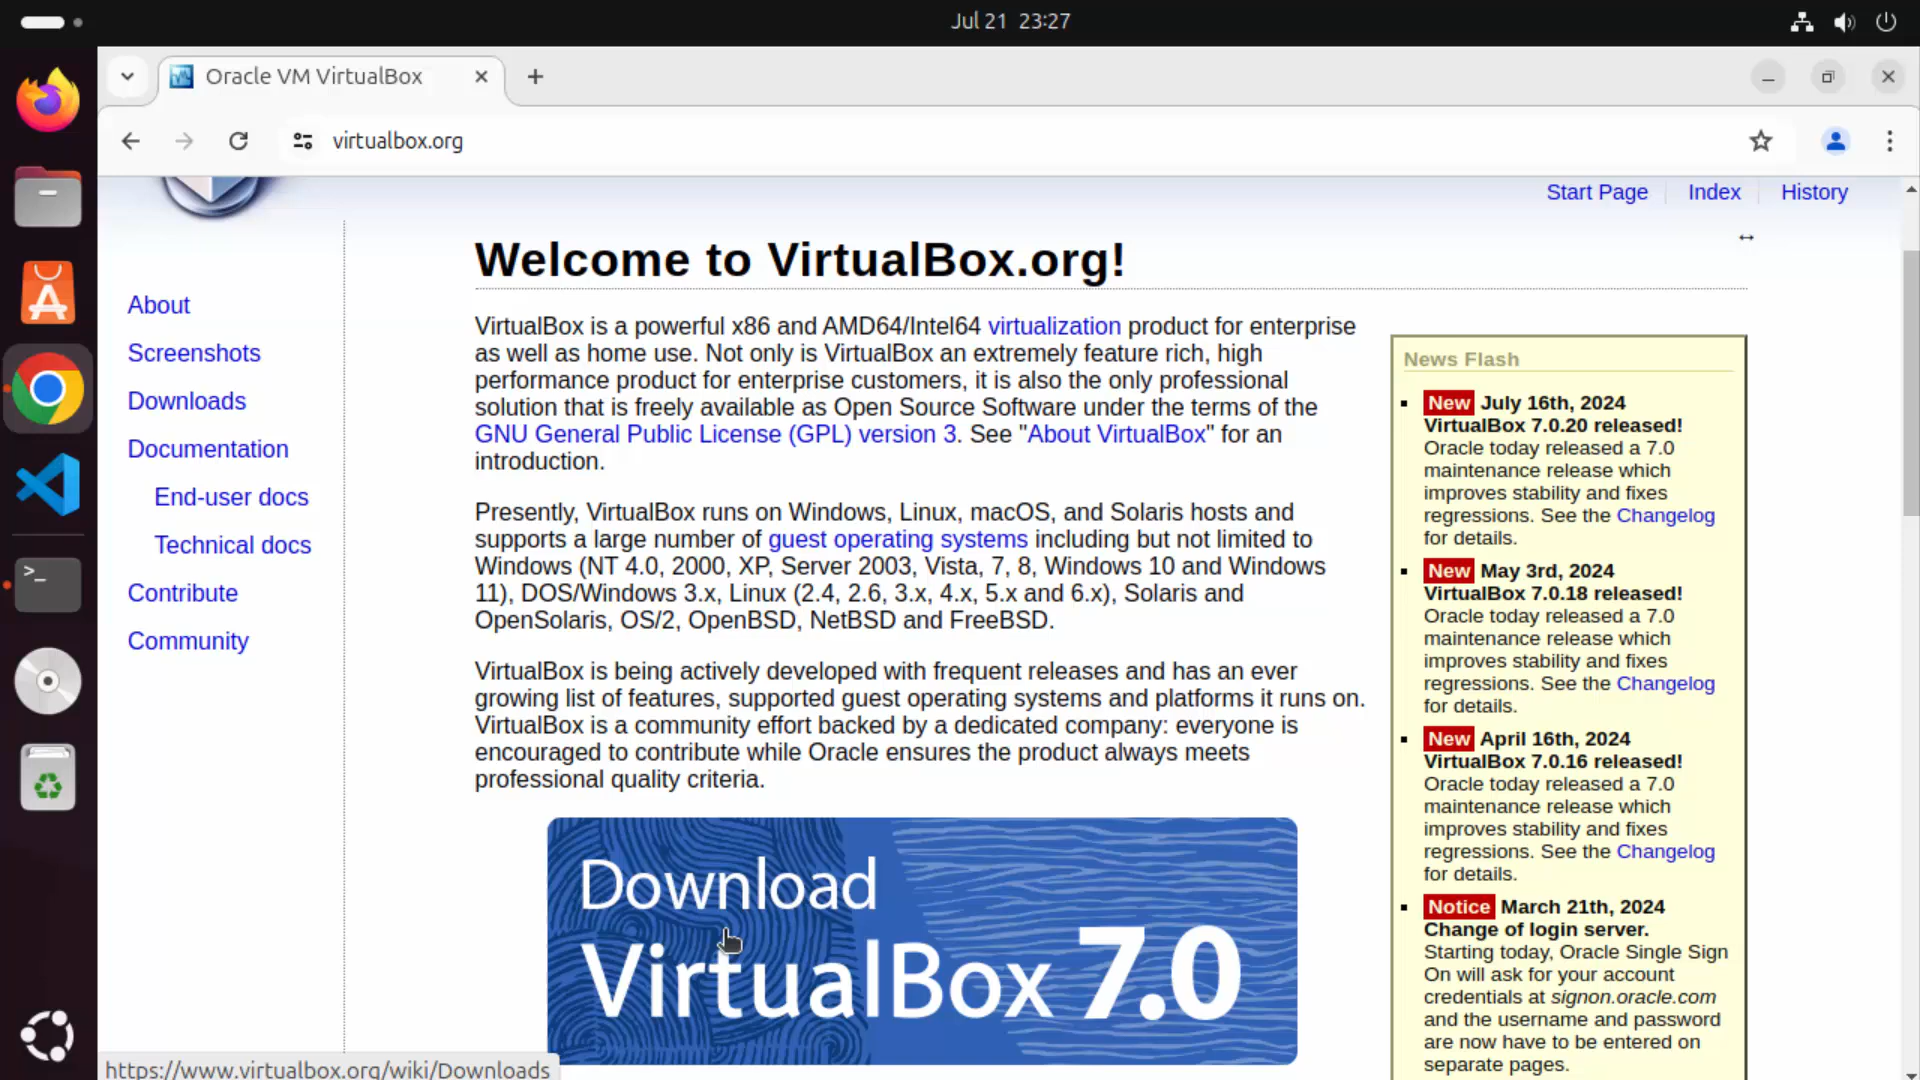 Jul 21 23:27
Oracle VM VirtualBox
virtualbox.org
Start Page
Index
History
About
Screenshots
Downloads
Documentation
End-user docs
Technical docs
Contribute
Community
Welcome to VirtualBox.org!
VirtualBox is a powerful x86 and AMD64/Intel64 virtualization product for enterprise
as well as home use. Not only is VirtualBox an extremely feature rich, high
performance product for enterprise customers, it is also the only professional
solution that is freely available as Open Source Software under the terms of the
GNU General Public License (GPL) version 3. See "About VirtualBox" for an
introduction.
Presently, VirtualBox runs on Windows, Linux, macOS, and Solaris hosts and
supports a large number of guest operating systems including but not limited to
Windows (NT 4.0, 2000, XP, Server 2003, Vista, 7, 8, Windows 10 and Windows
11), DOS/Windows 3.x, Linux (2.4, 2.6, 3.x, 4.x, 5.x and 6.x), Solaris and
OpenSolaris, OS/2, OpenBSD, NetBSD and FreeBSD.
VirtualBox is being actively developed with frequent releases and has an ever
growing list of features, supported guest operating systems and platforms it runs on.
VirtualBox is a community effort backed by a dedicated company: everyone is
encouraged to contribute while Oracle ensures the product always meets
professional quality criteria.
Download
VirtualBox 7.0
News Flash
New July 16th, 2024
VirtualBox 7.0.20 released!
Oracle today released a 7.0
maintenance release which
improves stability and fixes
regressions. See the Changelog
for details.
New May 3rd, 2024
VirtualBox 7.0.18 released!
Oracle today released a 7.0
maintenance release which
improves stability and fixes
regressions. See the Changelog
for details.
New April 16th, 2024
VirtualBox 7.0.16 released!
Oracle today released a 7.0
maintenance release which
improves stability and fixes
regressions. See the Changelog
for details.
Notice March 21th, 2024
Change of login server.
Starting today, Oracle Single Sign
On will ask for your account
credentials at signon.oracle.com
and the username and password
are now have to be entered on
separate pages.
https://www.virtualbox.org/wiki/Downloads